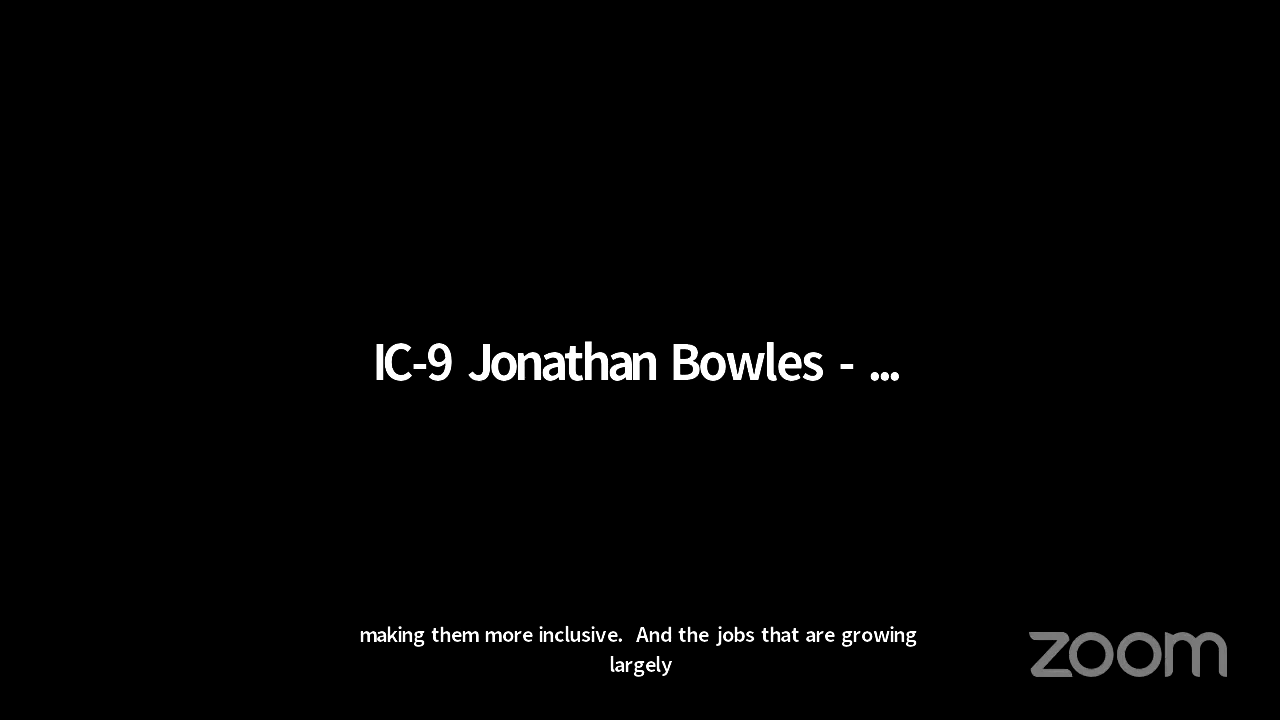 IC-9 Jonathan Bowles - ...
making them more inclusive. And the jobs that are growing
largely
zoom